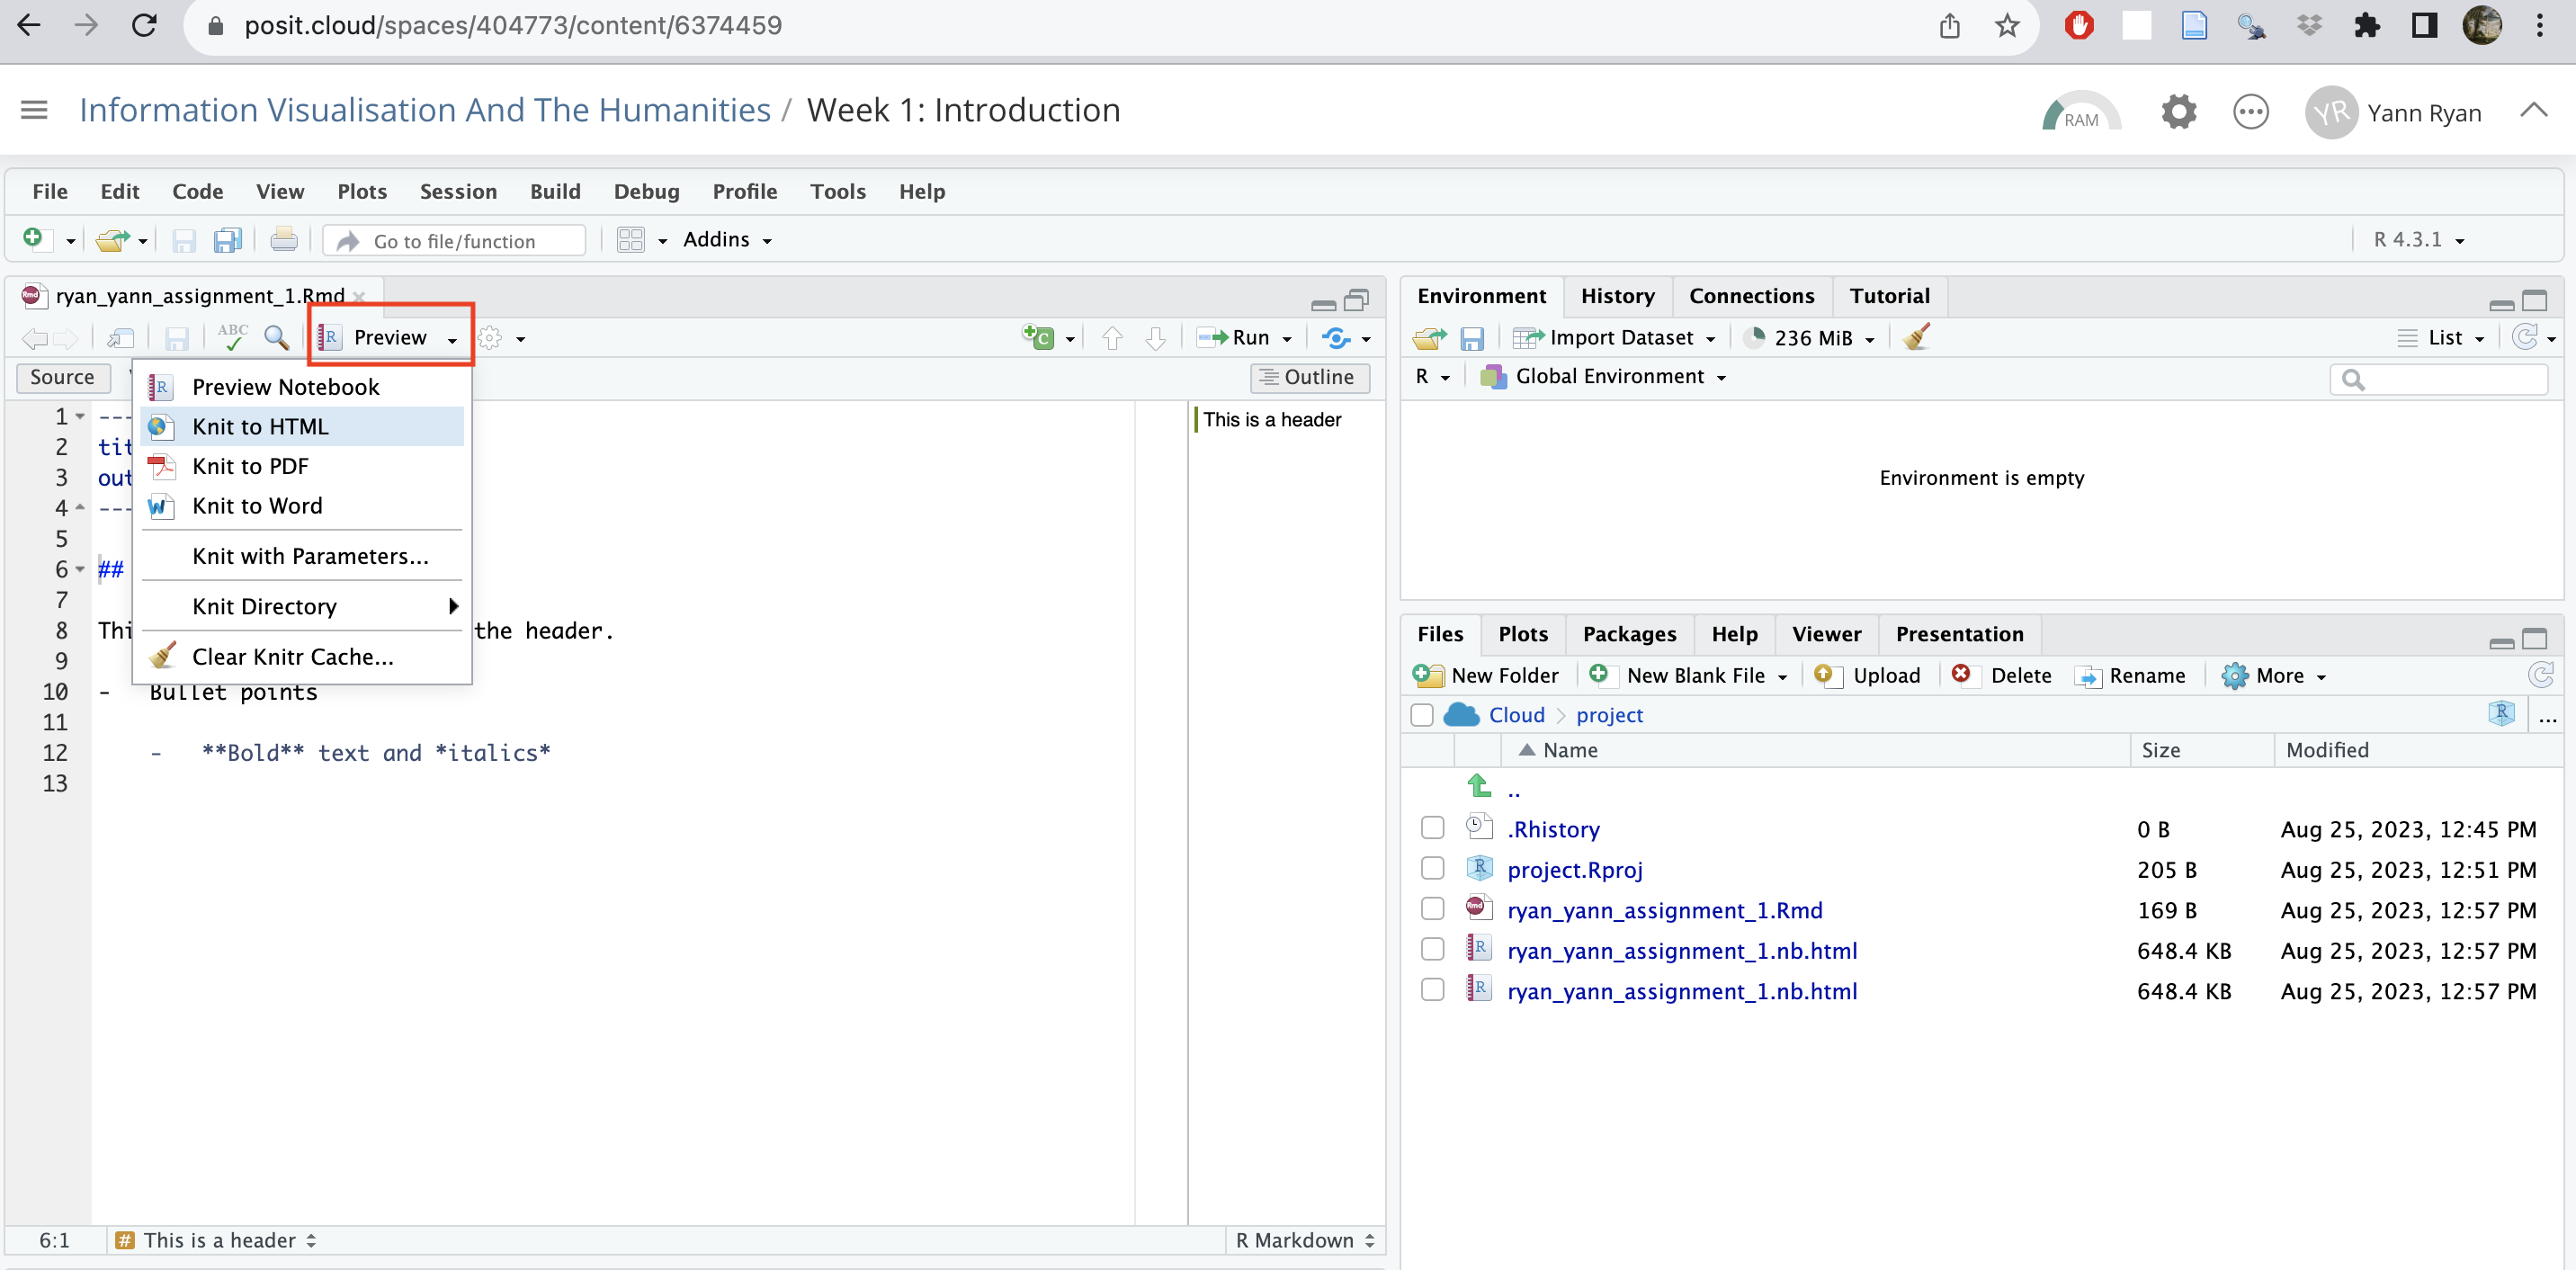 posit.cloud/spaces/404773/content/6374459
Information Visualisation And The Humanities / Week 1: Introduction
RAM
YR Yann Ryan
File Edit Code View Plots Session Build Debug Profile Tools Help
Go to file/function
Addins
R 4.3.1
Rmd ryan_yann_assignment_1.Rmd
ABC
R Preview
C
Run
Source
Outline
R Preview Notebook
Knit to HTML
Knit to PDF
W Knit to Word
Knit with Parameters...
Knit Directory
Clear Knitr Cache...
1 ---
2 tit
3 out
4 ---
5
6 ##
7
8 Thi the header.
9
10 - Bullet points
11
12 - **Bold** text and *italics*
13
This is a header
6:1 # This is a header
R Markdown
Environment History Connections Tutorial
Import Dataset 236 MiB List
R Global Environment
Environment is empty
Files Plots Packages Help Viewer Presentation
New Folder New Blank File Upload Delete Rename More
Cloud project R ...
Name Size Modified
..
.Rhistory 0 B Aug 25, 2023, 12:45 PM
R project.Rproj 205 B Aug 25, 2023, 12:51 PM
Rmd ryan_yann_assignment_1.Rmd 169 B Aug 25, 2023, 12:57 PM
R ryan_yann_assignment_1.nb.html 648.4 KB Aug 25, 2023, 12:57 PM
R ryan_yann_assignment_1.nb.html 648.4 KB Aug 25, 2023, 12:57 PM